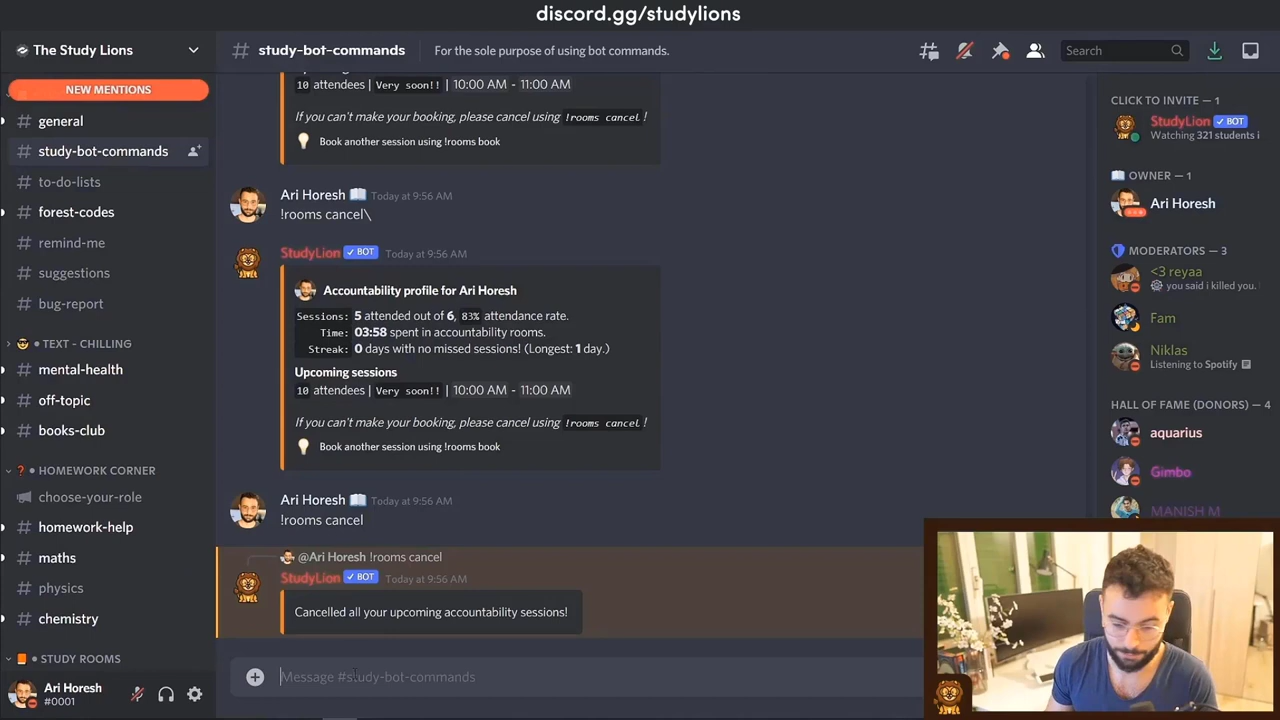 discord.gg/studylions
The Study Lions
NEW MENTIONS
general
study-bot-commands
to-do-lists
forest-codes
remind-me
suggestions
bug-report
TEXT - CHILLING
mental-health
off-topic
books-club
HOMEWORK CORNER
choose-your-role
homework-help
maths
physics
chemistry
STUDY ROOMS
Ari Horesh
#0001
# study-bot-commands For the sole purpose of using bot commands.
Search
10 attendees | Very soon!! | 10:00 AM - 11:00 AM
If you can't make your booking, please cancel using !rooms cancel !
Book another session using !rooms book
Ari Horesh Today at 9:56 AM
!rooms cancel\
StudyLion ✓ BOT Today at 9:56 AM
Accountability profile for Ari Horesh
Sessions: 5 attended out of 6, 83% attendance rate.
Time: 03:58 spent in accountability rooms.
Streak: 0 days with no missed sessions! (Longest: 1 day.)
Upcoming sessions
10 attendees | Very soon!! | 10:00 AM - 11:00 AM
If you can't make your booking, please cancel using !rooms cancel !
Book another session using !rooms book
Ari Horesh Today at 9:56 AM
!rooms cancel
@Ari Horesh !rooms cancel
StudyLion ✓ BOT Today at 9:56 AM
Cancelled all your upcoming accountability sessions!
Message #study-bot-commands
CLICK TO INVITE — 1
StudyLion ✓ BOT
Watching 321 students i
OWNER — 1
Ari Horesh
MODERATORS — 3
<3 reyaa
you said i killed you.
Fam
Niklas
Listening to Spotify
HALL OF FAME (DONORS) — 4
aquarius
Gimbo
MANISH M